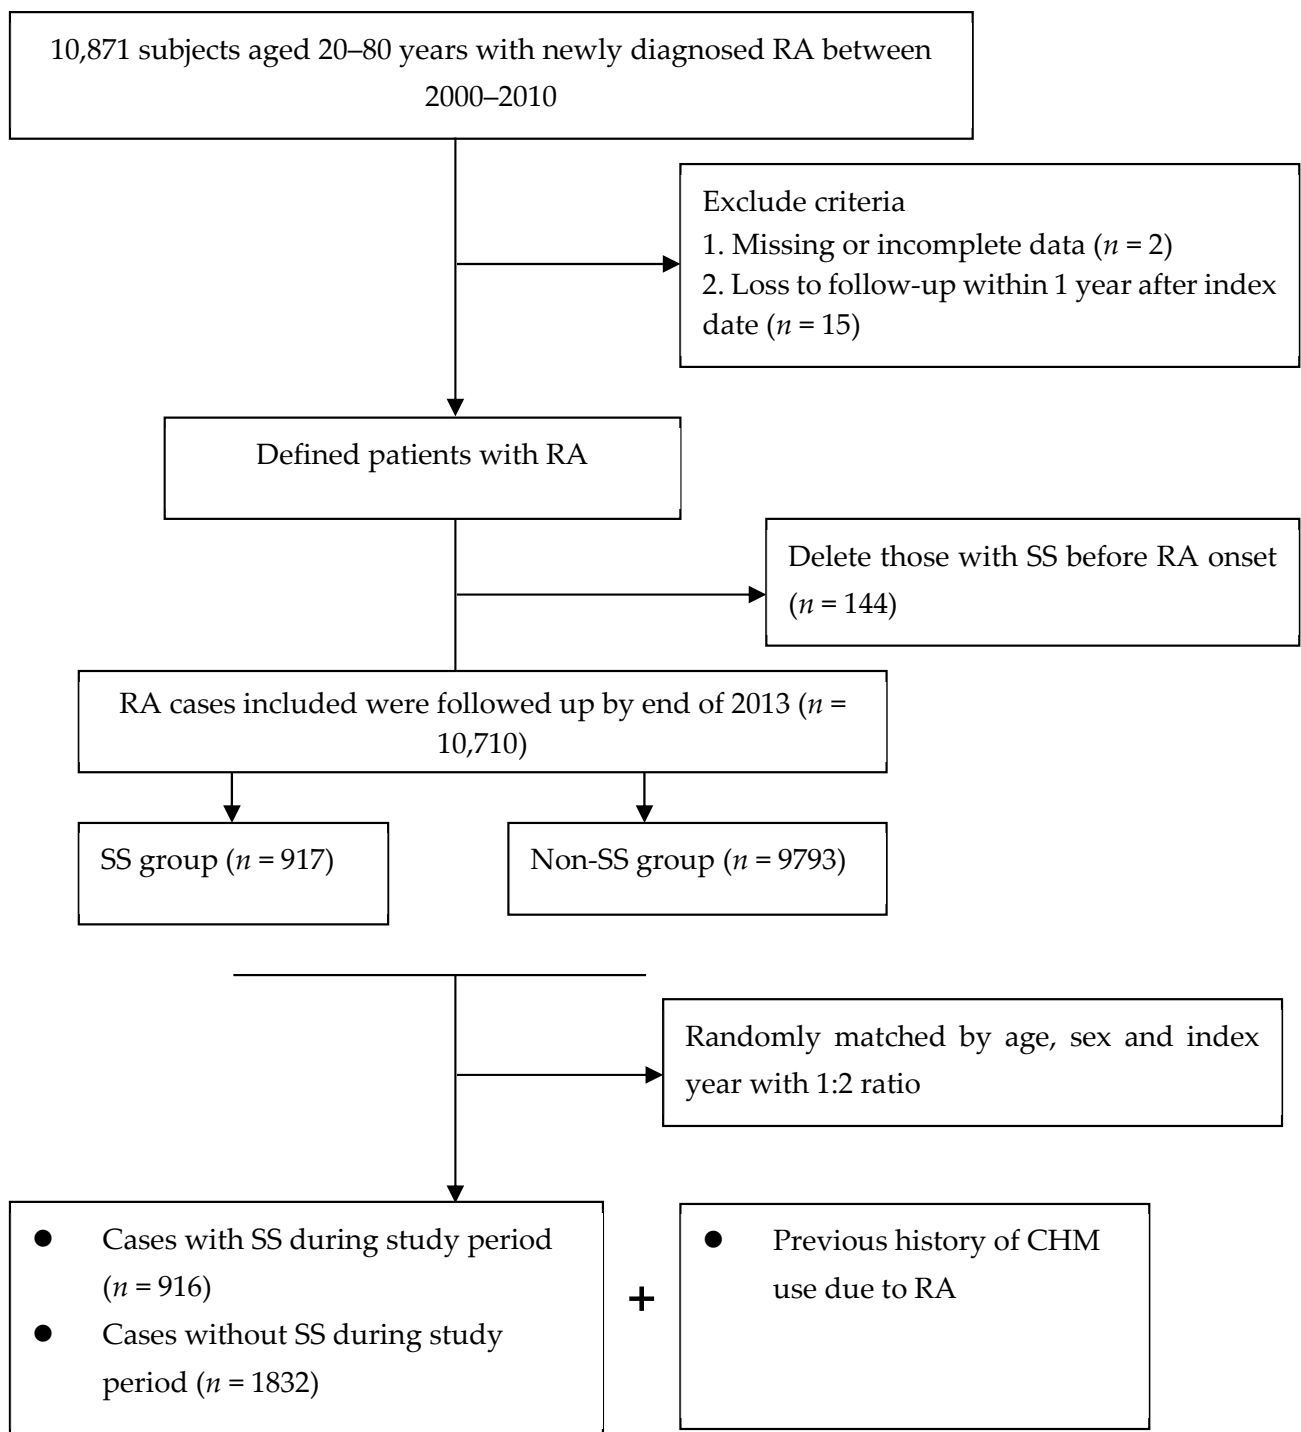 10,871 subjects aged 20–80 years with newly diagnosed RA between
2000–2010
Exclude criteria
1. Missing or incomplete data (n = 2)
2. Loss to follow-up within 1 year after index
date (n = 15)
Defined patients with RA
Delete those with SS before RA onset
(n = 144)
RA cases included were followed up by end of 2013 (n =
10,710)
SS group (n = 917)
Non-SS group (n = 9793)
Randomly matched by age, sex and index
year with 1:2 ratio
● Cases with SS during study period
(n = 916)
● Cases without SS during study
period (n = 1832)
+
● Previous history of CHM
use due to RA